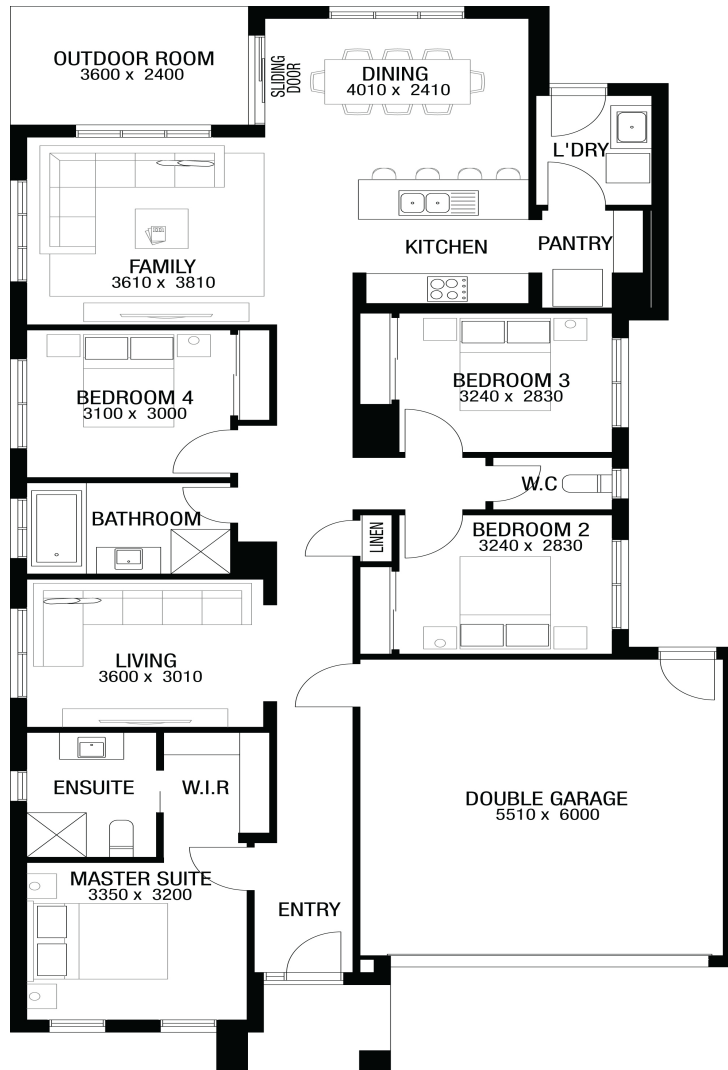 OUTDOOR ROOM
3600 x 2400
SLIDING
DOOR
DINING
4010 x 2410
L'DRY
KITCHEN
PANTRY
FAMILY
3610 x 3810
BEDROOM 4
3100 x 3000
BEDROOM 3
3240 x 2830
W.C
BATHROOM
LINEN
BEDROOM 2
3240 x 2830
LIVING
3600 x 3010
ENSUITE
W.I.R
DOUBLE GARAGE
5510 x 6000
MASTER SUITE
3350 x 3200
ENTRY